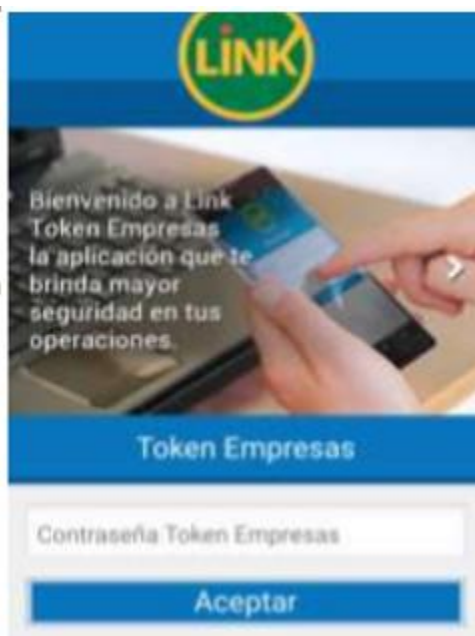 LINK
Bienvenido a Link
Token Empresas
la aplicación que te
brinda mayor
seguridad en tus
operaciones.
Token Empresas
Contraseña Token Empresas
Aceptar